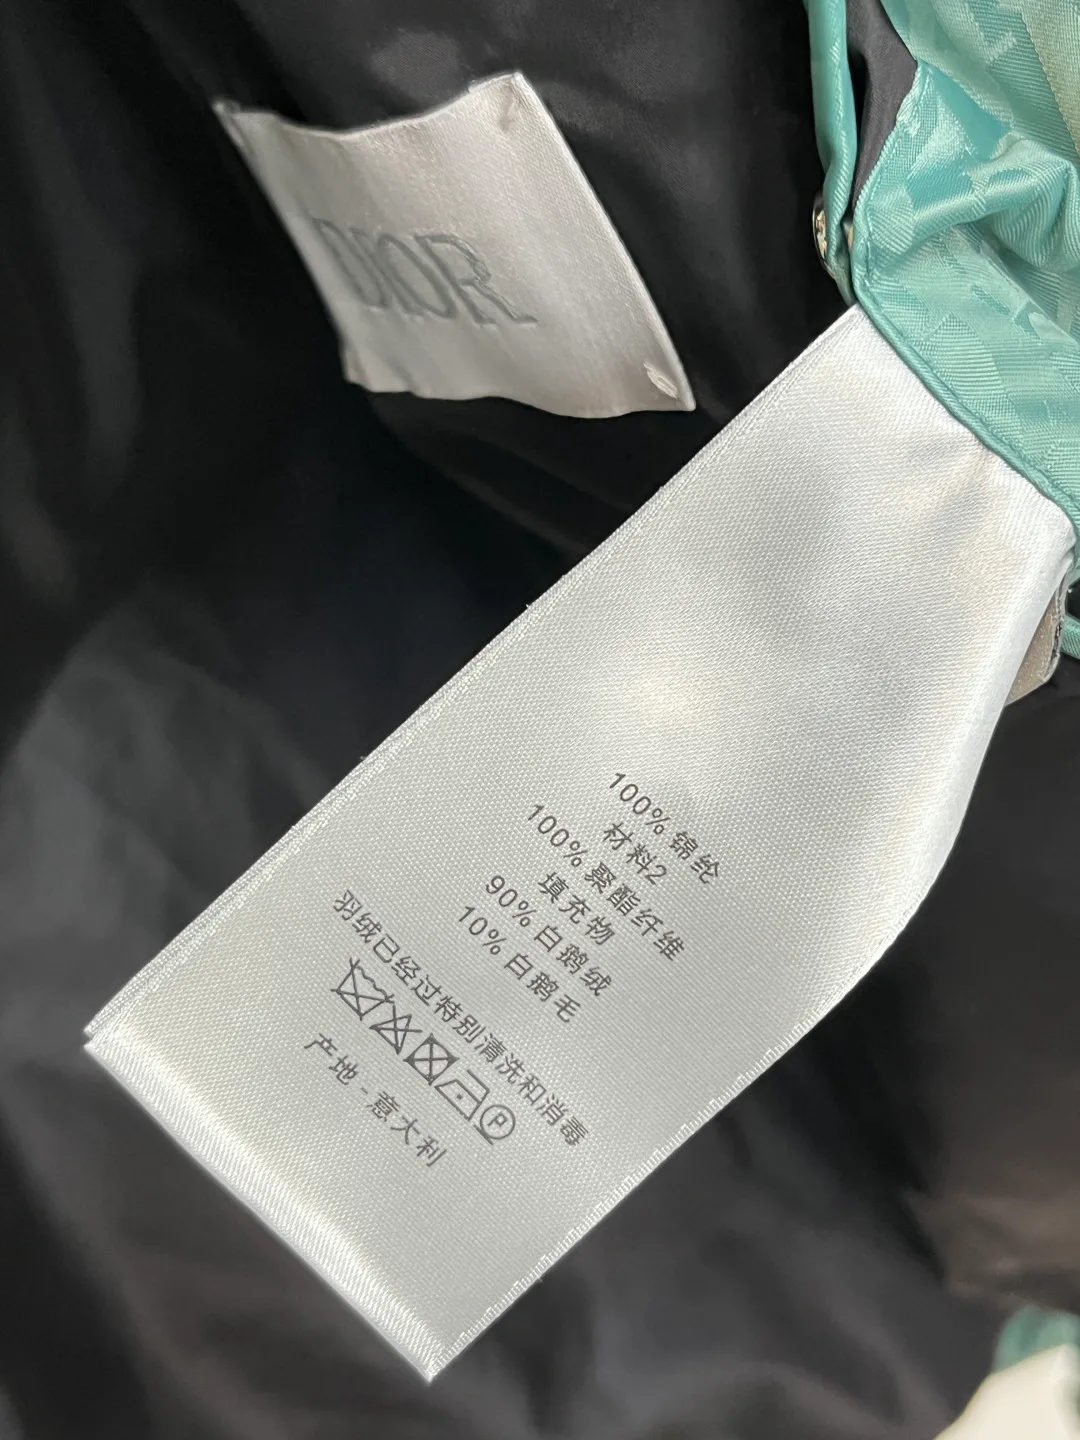 DIOR
100% 锦纶
材料2
100% 聚酯纤维
填充物
90% 白鹅绒
10% 白鹅毛
羽绒已经过特别清洗和消毒
P
产地 - 意大利